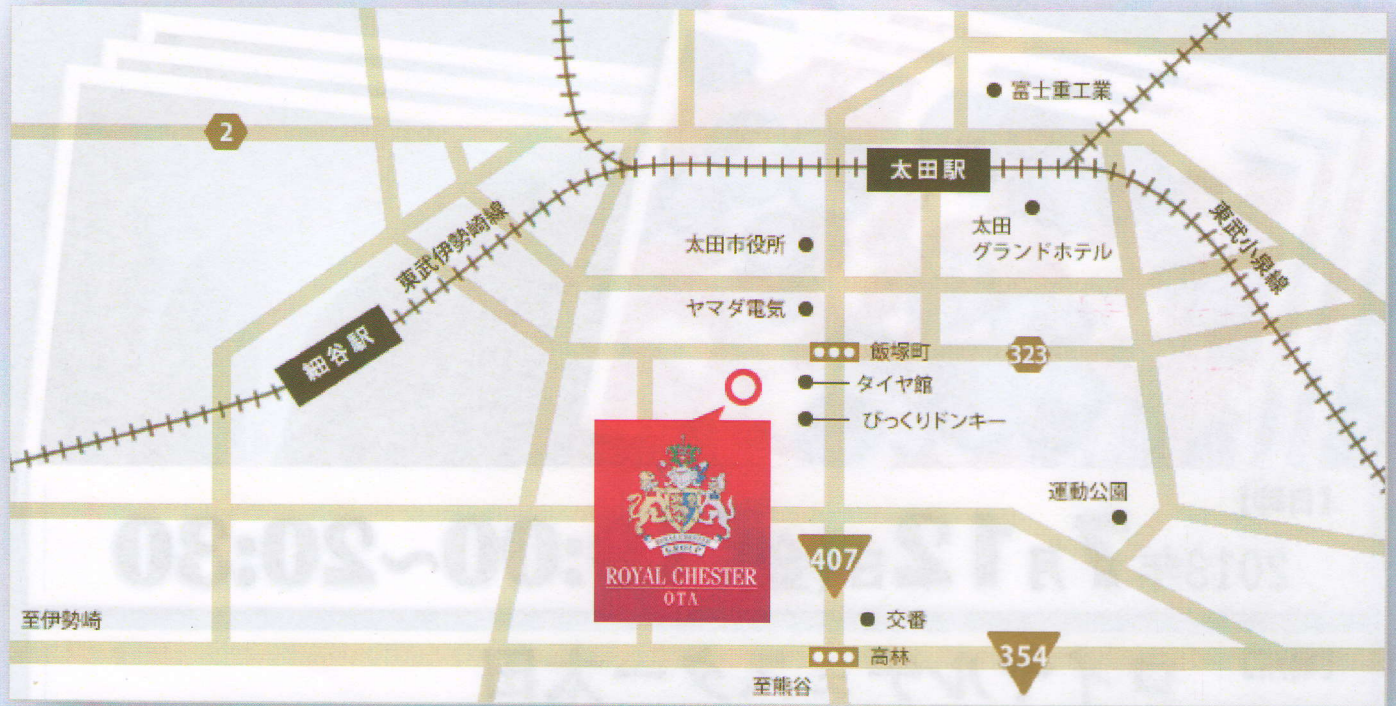 富士重工業
2
太田駅
太田
グランドホテル
東武伊勢崎線
東武小泉線
太田市役所
ヤマダ電気
細谷駅
飯塚町
323
タイヤ館
びっくりドンキー
運動公園
ROYAL CHESTER
GROUP
ROYAL CHESTER
OTA
407
至伊勢崎
交番
高林
354
至熊谷